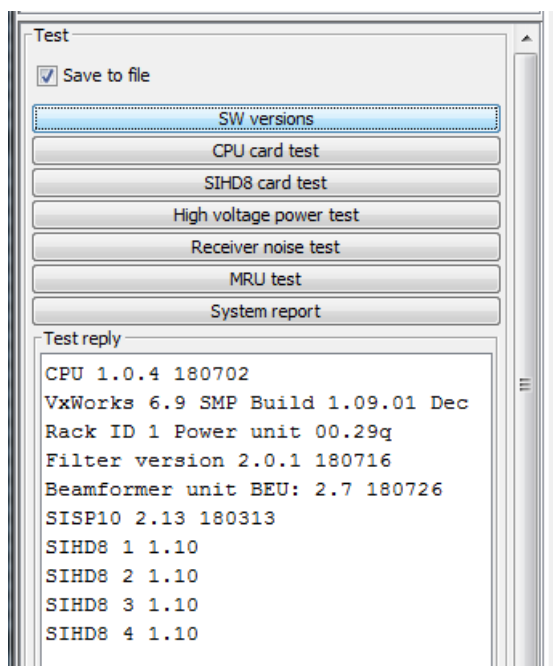 Test
Save to file
SW versions
CPU card test
SIHD8 card test
High voltage power test
Receiver noise test
MRU test
System report
Test reply
CPU 1.0.4 180702
VxWorks 6.9 SMP Build 1.09.01 Dec
Rack ID 1 Power unit 00.29q
Filter version 2.0.1 180716
Beamformer unit BEU: 2.7 180726
SISP10 2.13 180313
SIHD8 1 1.10
SIHD8 2 1.10
SIHD8 3 1.10
SIHD8 4 1.10